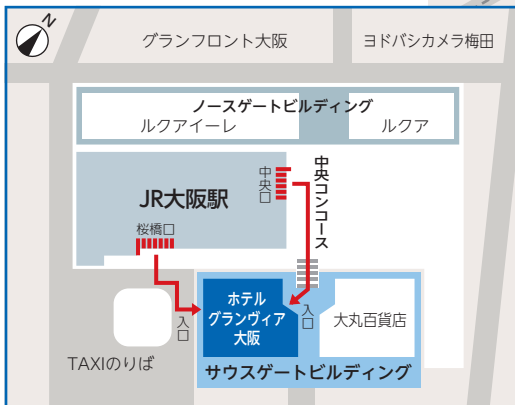 N
グランフロント大阪
ヨドバシカメラ梅田
ノースゲートビルディング
ルクアイーレ
ルクア
JR大阪駅
中央口
中央コンコース
桜橋口
入口
ホテル
グランヴィア
大阪
入口
大丸百貨店
TAXIのりば
サウスゲートビルディング